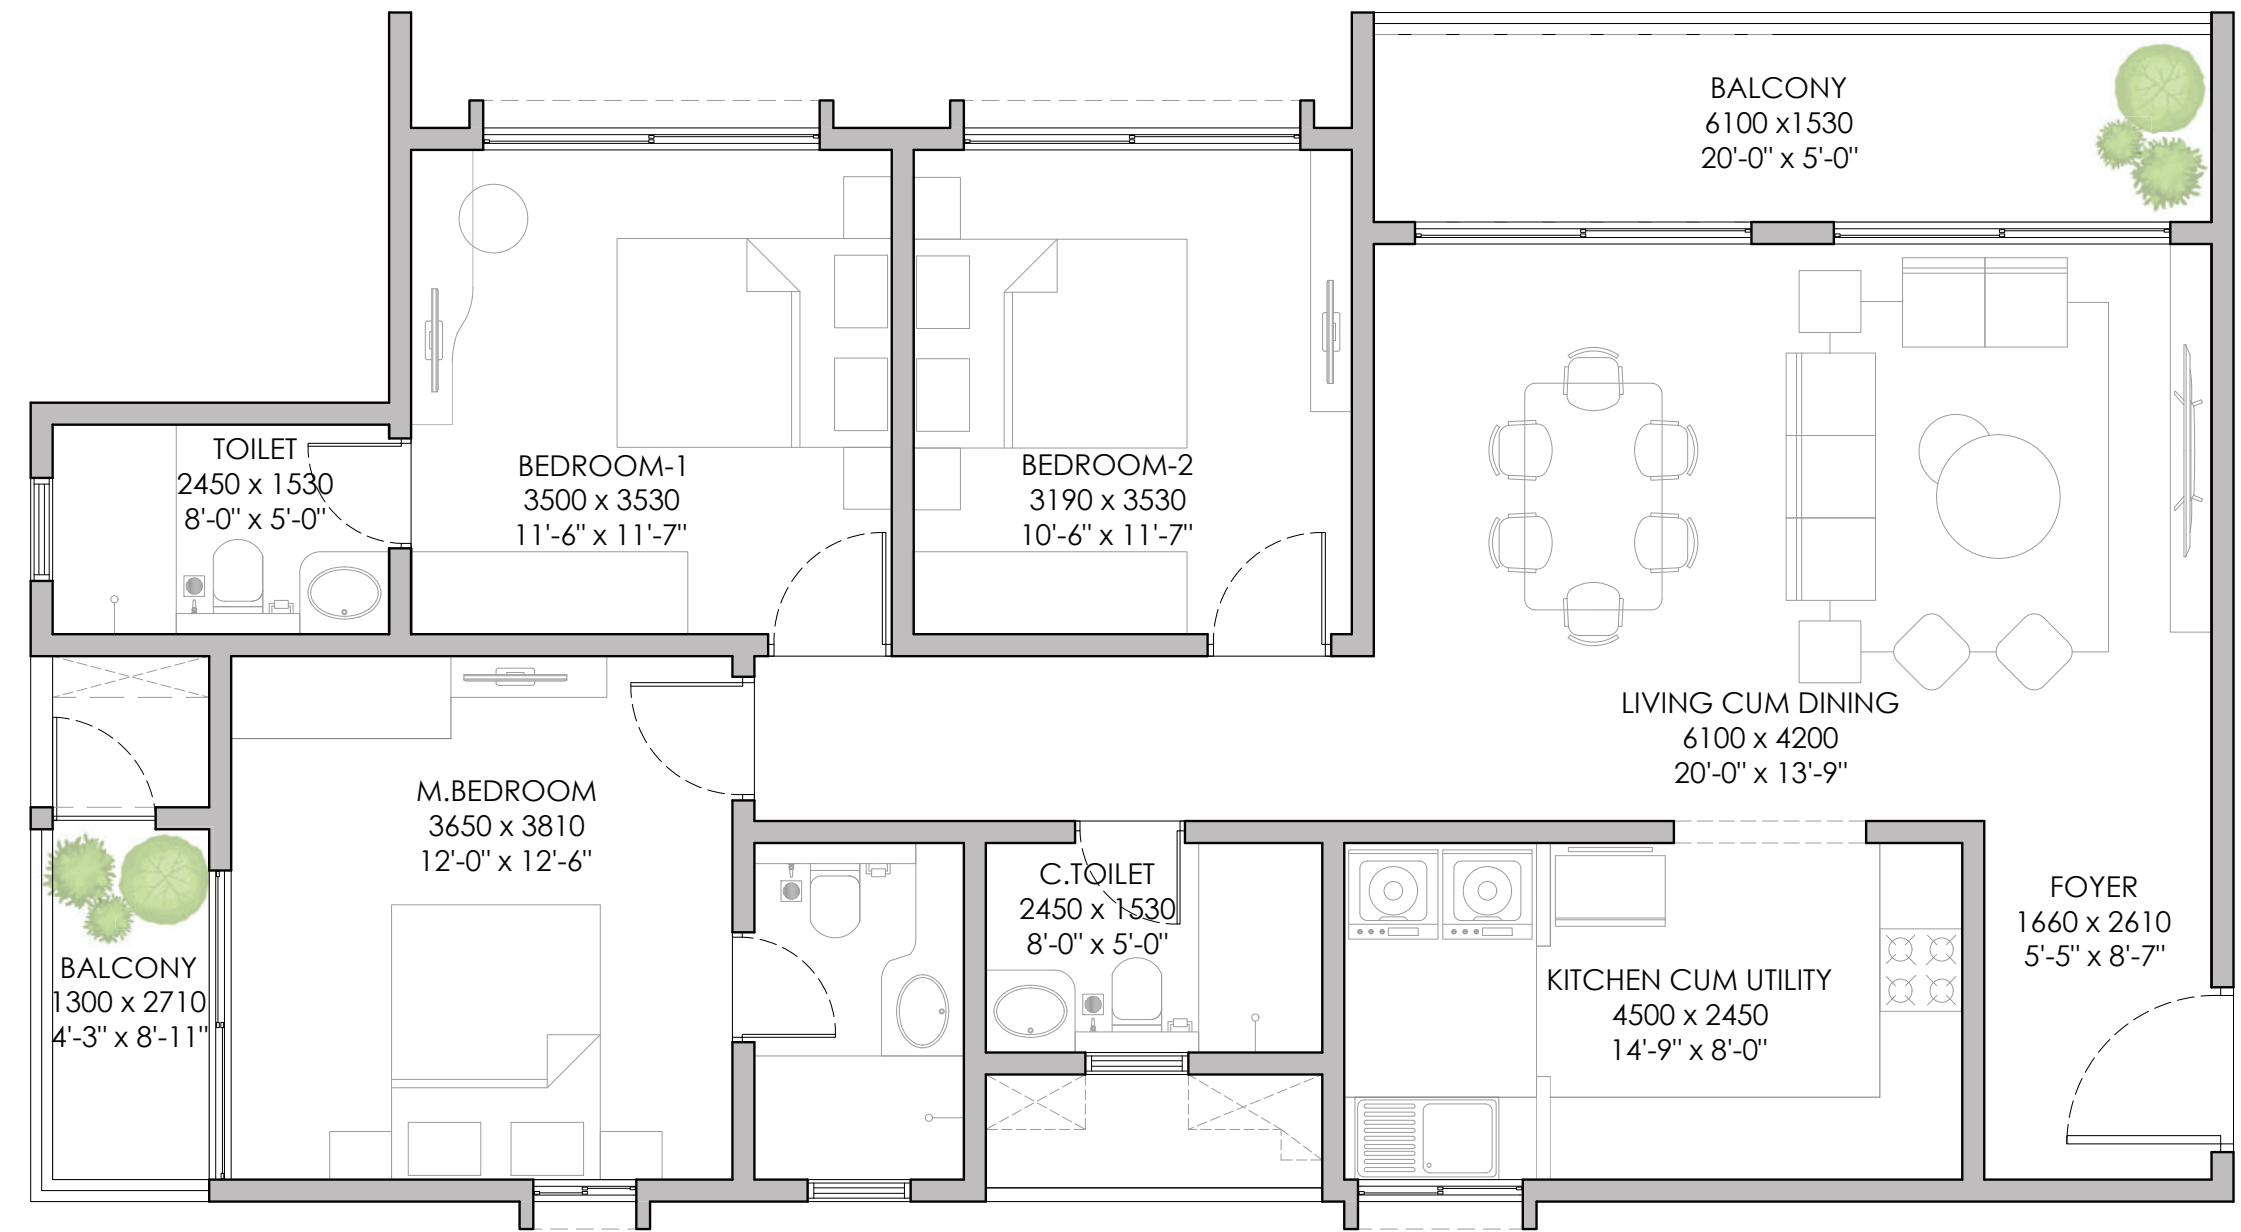 BALCONY
6100 x1530
20'-0" x 5'-0"
TOILET
2450 x 1530
8'-0" x 5'-0"
BEDROOM-1
3500 x 3530
11'-6" x 11'-7"
BEDROOM-2
3190 x 3530
10'-6" x 11'-7"
LIVING CUM DINING
6100 x 4200
20'-0" x 13'-9"
M.BEDROOM
3650 x 3810
12'-0" x 12'-6"
C.TOILET
2450 x 1530
8'-0" x 5'-0"
FOYER
1660 x 2610
5'-5" x 8'-7"
BALCONY
1300 x 2710
4'-3" x 8'-11"
KITCHEN CUM UTILITY
4500 x 2450
14'-9" x 8'-0"